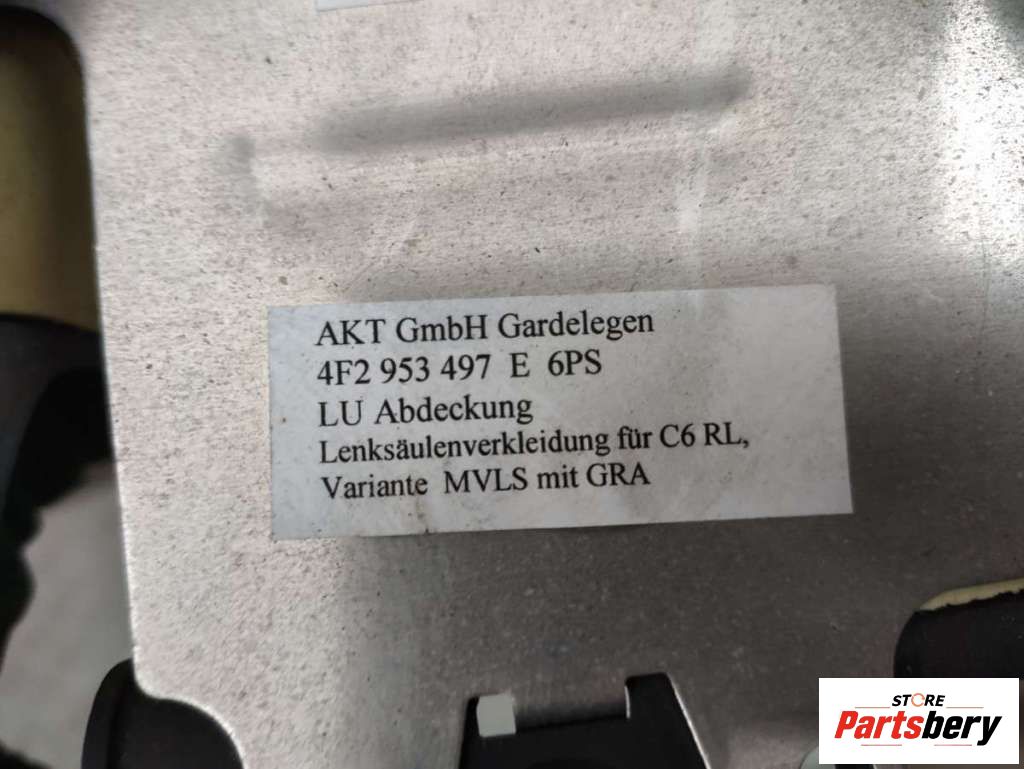 AKT GmbH Gardelegen
4F2 953 497 E 6PS
LU Abdeckung
Lenksäulenverkleidung für C6 RL,
Variante MVLS mit GRA
STORE
Partsbery